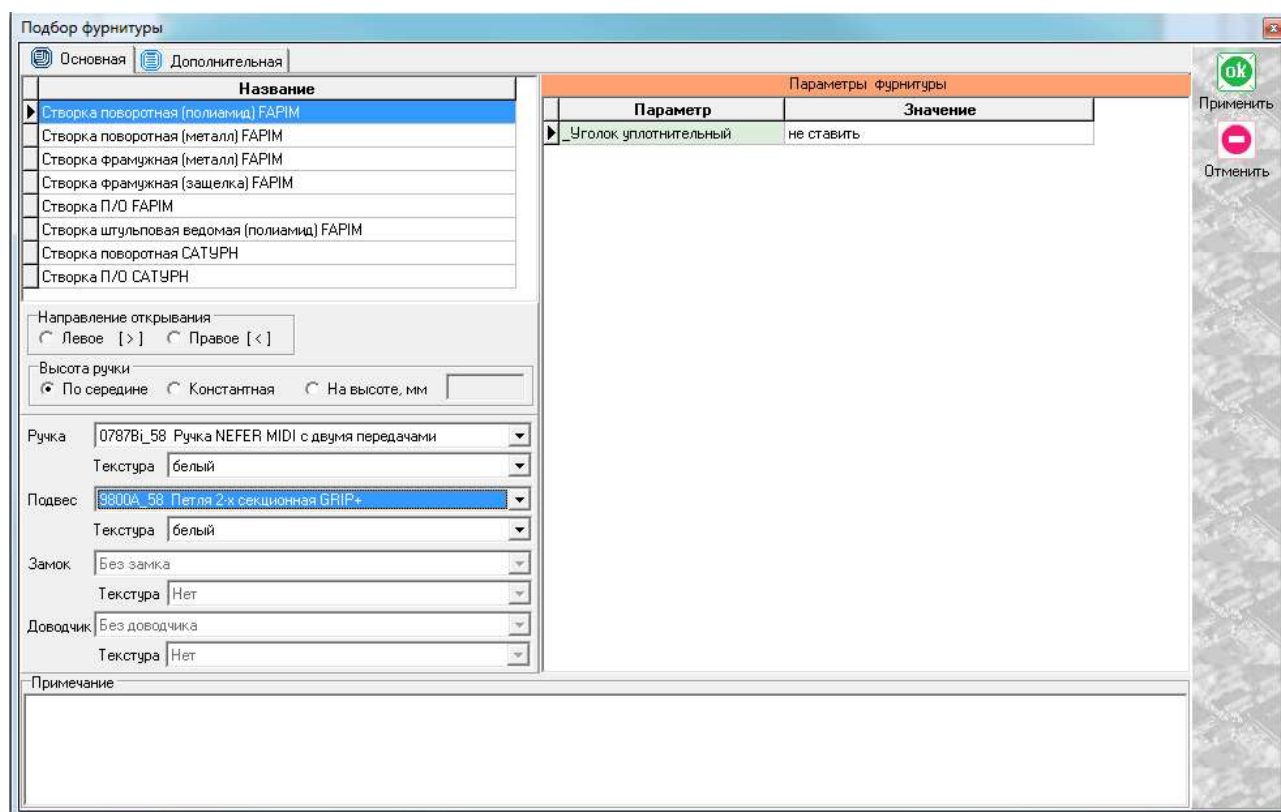 Подбор фурнитуры
Основная
Дополнительная
Название
Створка поворотная (полиамид) FAPIM
Створка поворотная (металл) FAPIM
Створка фрамужная (металл) FAPIM
Створка фрамужная (защелка) FAPIM
Створка П/О FAPIM
Створка штульповая ведомая (полиамид) FAPIM
Створка поворотная САТУРН
Створка П/О САТУРН
Параметры фурнитуры
Параметр Значение
_Уголок уплотнительный не ставить
ok
Применить
Отменить
Направление открывания
Левое [>] Правое [<]
Высота ручки
По середине Константная На высоте, мм
Ручка 0787Bi_58 Ручка NEFER MIDI с двумя передачами
Текстура белый
Подвес 9800A_58 Петля 2-х секционная GRIP+
Текстура белый
Замок Без замка
Текстура Нет
Доводчик Без доводчика
Текстура Нет
Примечание